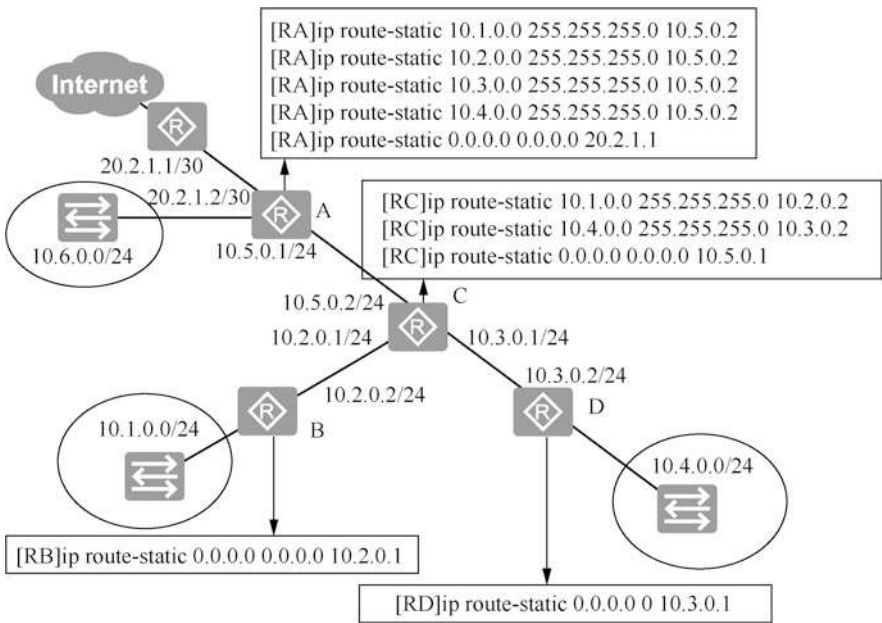 [RA]ip route-static 10.1.0.0 255.255.255.0 10.5.0.2
[RA]ip route-static 10.2.0.0 255.255.255.0 10.5.0.2
[RA]ip route-static 10.3.0.0 255.255.255.0 10.5.0.2
[RA]ip route-static 10.4.0.0 255.255.255.0 10.5.0.2
[RA]ip route-static 0.0.0.0 0.0.0.0 20.2.1.1
Internet
R
20.2.1.1/30
20.2.1.2/30
R
A
10.6.0.0/24
10.5.0.1/24
[RC]ip route-static 10.1.0.0 255.255.255.0 10.2.0.2
[RC]ip route-static 10.4.0.0 255.255.255.0 10.3.0.2
[RC]ip route-static 0.0.0.0 0.0.0.0 10.5.0.1
10.5.0.2/24
C
R
10.2.0.1/24
10.3.0.1/24
10.3.0.2/24
10.2.0.2/24
R
B
R
D
10.1.0.0/24
10.4.0.0/24
[RB]ip route-static 0.0.0.0 0.0.0.0 10.2.0.1
[RD]ip route-static 0.0.0.0 0 10.3.0.1